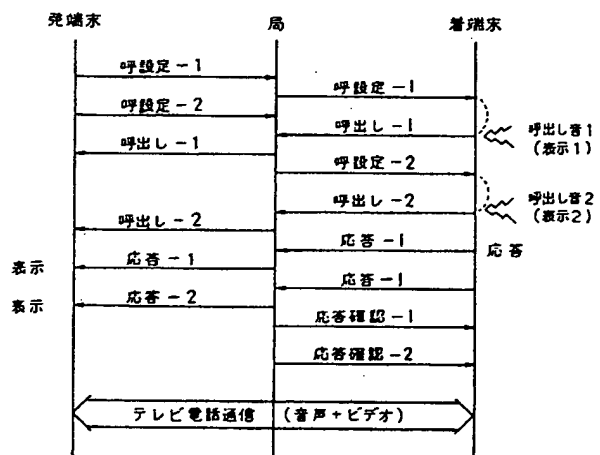 発端末 局 着端末
呼設定-1
呼設定-1
呼設定-2
呼出し-1 呼出し音1
呼出し-1 (表示1)
呼設定-2
呼出し-2 呼出し音2
呼出し-2 (表示2)
応答-1 応答
表示 応答-1
応答-1
表示 応答-2
応答確認-1
応答確認-2
テレビ電話通信 (音声+ビデオ)